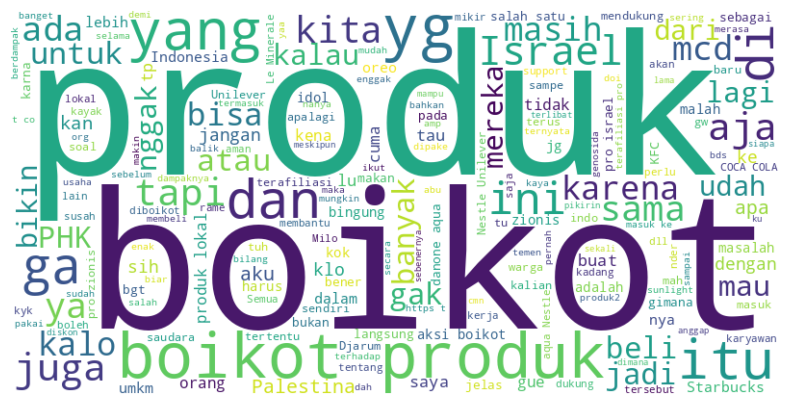 banget demi
berdampak selama
ada lebih yaa
untuk
karna Indonesia
yang
tp
Le Minerale
kita yg
kalau
mudah
oreo
mikir salah satu
masih
Israel
mendukung
dari
mcd
sering
merasa
sebagai
akan baru
di
produk
t co
lokal
org
soal
kan
kayak
makin
nggak
Unilever
termasuk
bisa
jangan
balik aman
meskipun
idol
hanya
apalagi
enggak
kena
pada
tau
amp
dipake
mampu
bahkan
cuma
support
sampe
terus
jg
mereka
tidak
doi
terlibat
ternyata
malah
gw
lama
siapa
bds
lagi
aja
ke
perlu
KFC
genosida
terafiliasi pro
pro Israel
COCA COLA
usaha
lain
susah
bikin
PHK
sebelum
diboikot
membeli
tapi
atau
ikut
dan
terafiliasi
rame
maka
mungkin
membantu
dampaknya
lu
makan
bingung
abu
banyak
danone aqua
Nestle Unilever
zionis
saja
kaya
tu
ini
karena
sama
pikirin
indo
masuk ke
udah
apa
dll
masalah
ku
ga
ya
pro zionis
enak
biar
sih
bgt
tuh
bilang
aku
harus
Semua
produk lokal
Milo
sebenernya
kok
bener
klo
dalam
sendiri
bukan
gak
secara
https t
boikot
pernah
temen
warga
kalian
adalah
kerja
sekali
kadang
cmn
buat
produk2
mah
nder
sampai
sunlight
gimana
dengan
mau
masuk
nya
kyk
sudah
pakai
boleh
salah
diskon
kalo
juga
umkm
boikot produk
saudara
tertentu
orang
Palestina
Djarum
terhadap
tentang
dah
langsung
aksi boikot
saya
jelas
gue
dukung
aqua Nestle
beli
jadi
dimana
anggap
tersebut
itu
karyawan
Starbucks